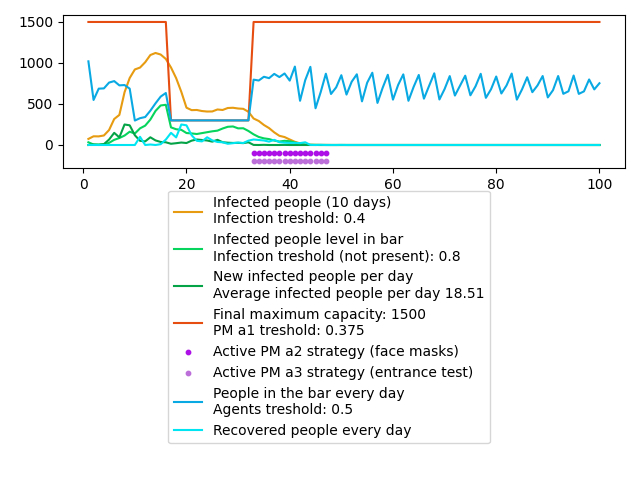 1500
1000
500
0
0 20 40 60 80 100
Infected people (10 days)
Infection treshold: 0.4
Infected people level in bar
Infection treshold (not present): 0.8
New infected people per day
Average infected people per day 18.51
Final maximum capacity: 1500
PM a1 treshold: 0.375
Active PM a2 strategy (face masks)
Active PM a3 strategy (entrance test)
People in the bar every day
Agents treshold: 0.5
Recovered people every day